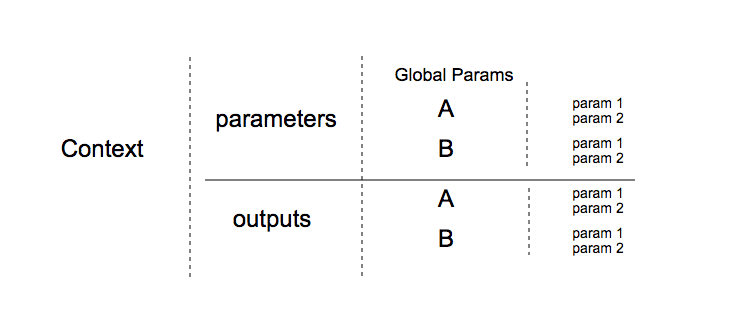 Context
parameters
Global Params
A
param 1
param 2
B
param 1
param 2
outputs
A
param 1
param 2
B
param 1
param 2